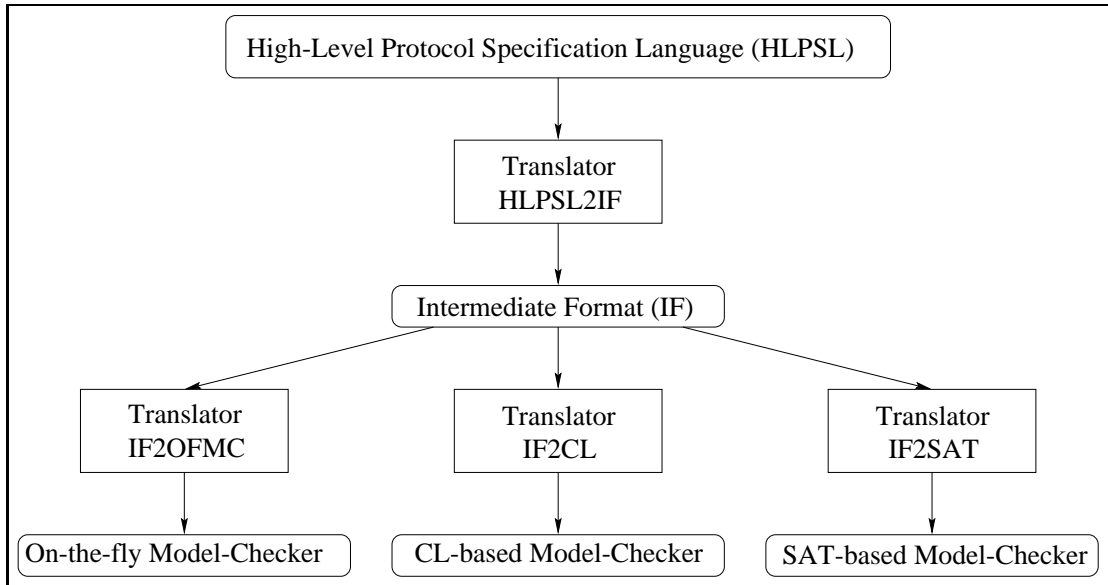 High-Level Protocol Specification Language (HLPSL)
Translator
HLPSL2IF
Intermediate Format (IF)
Translator
IF2OFMC
Translator
IF2CL
Translator
IF2SAT
On-the-fly Model-Checker
CL-based Model-Checker
SAT-based Model-Checker